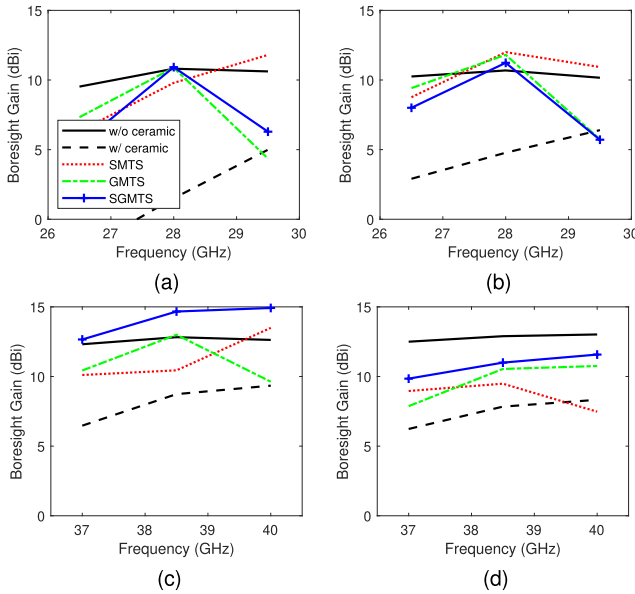 15
10
5
0
Boresight Gain (dBi)
w/o ceramic
w/ ceramic
SMTS
GMTS
SGMTS
26 27 28 29 30
Frequency (GHz)
(a)
15
10
5
0
Boresight Gain (dBi)
26 27 28 29 30
Frequency (GHz)
(b)
15
10
5
0
Boresight Gain (dBi)
37 38 39 40
Frequency (GHz)
(c)
15
10
5
0
Boresight Gain (dBi)
37 38 39 40
Frequency (GHz)
(d)